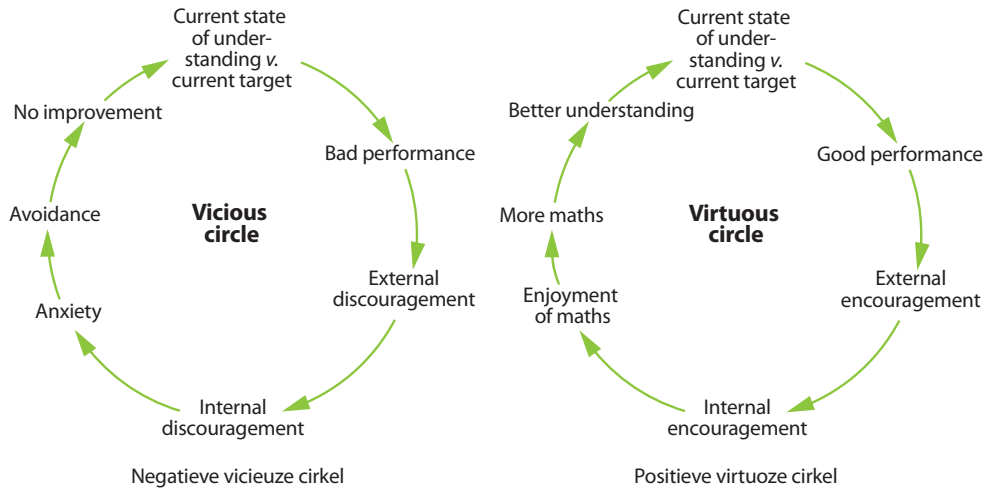 Current state
of under-
standing v.
current target
Bad performance
External
discouragement
Internal
discouragement
Anxiety
Avoidance
No improvement
Vicious
circle
Negatieve vicieuze cirkel
Current state
of under-
standing v.
current target
Good performance
External
encouragement
Internal
encouragement
Enjoyment
of maths
More maths
Better understanding
Virtuous
circle
Positieve virtuoze cirkel